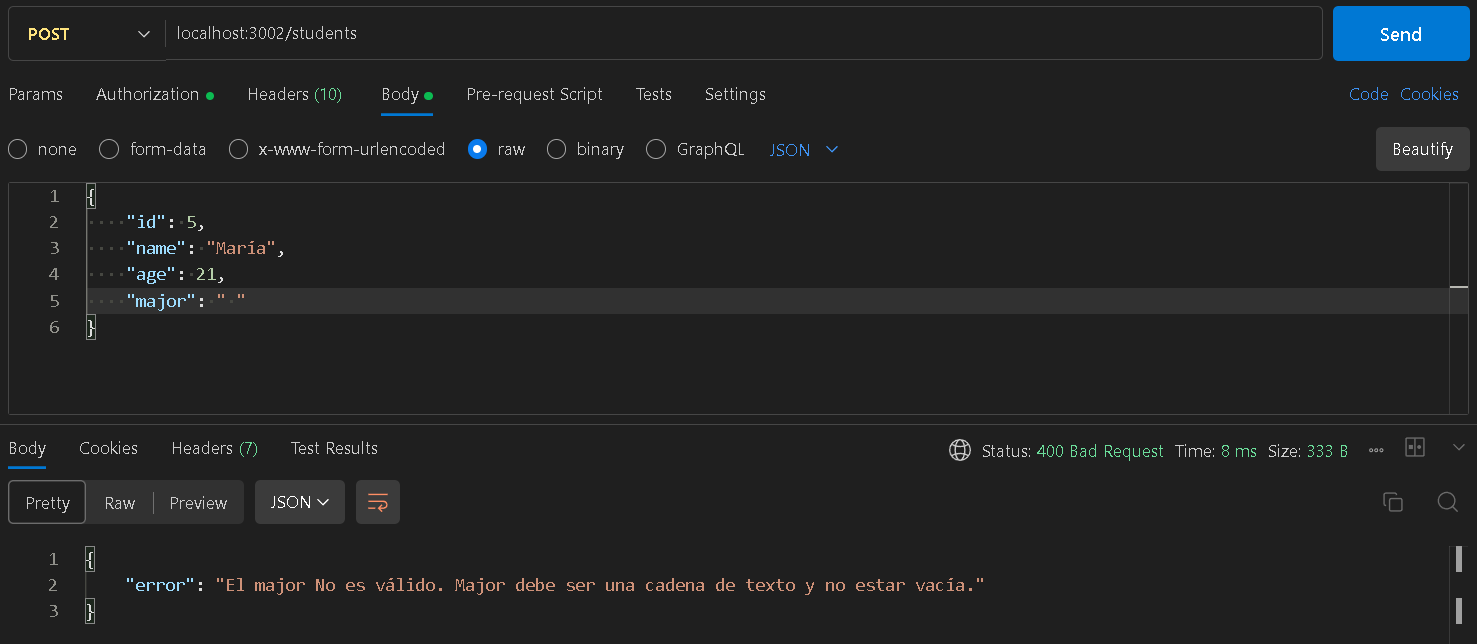 POST localhost:3002/students Send
Params Authorization Headers (10) Body Pre-request Script Tests Settings Code Cookies
none form-data x-www-form-urlencoded raw binary GraphQL JSON Beautify
1 {
2 "id": 5,
3 "name": "María",
4 "age": 21,
5 "major": " "
6 }
Body Cookies Headers (7) Test Results Status: 400 Bad Request Time: 8 ms Size: 333 B
Pretty Raw Preview JSON
1 {
2 "error": "El major No es válido. Major debe ser una cadena de texto y no estar vacía."
3 }